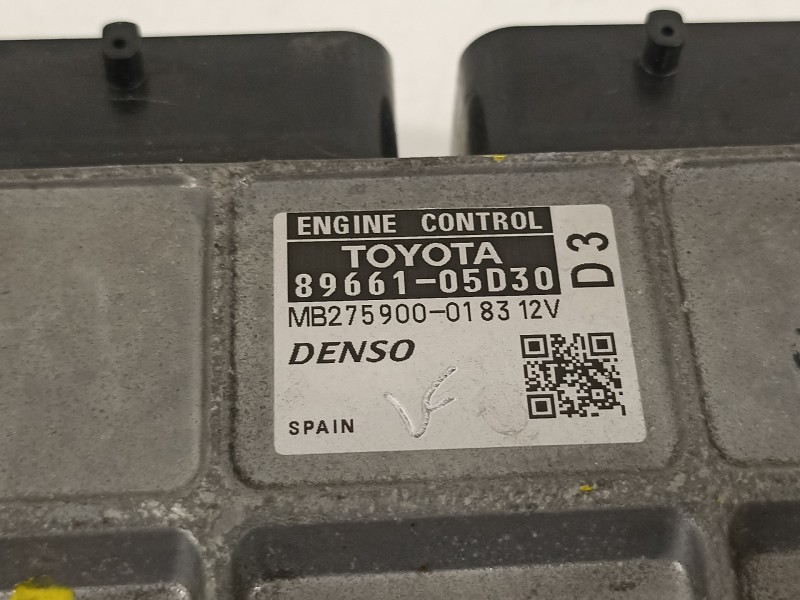 ENGINE CONTROL
TOYOTA
89661-05D30
D3
MB275900-0183 12V
DENSO
SPAIN